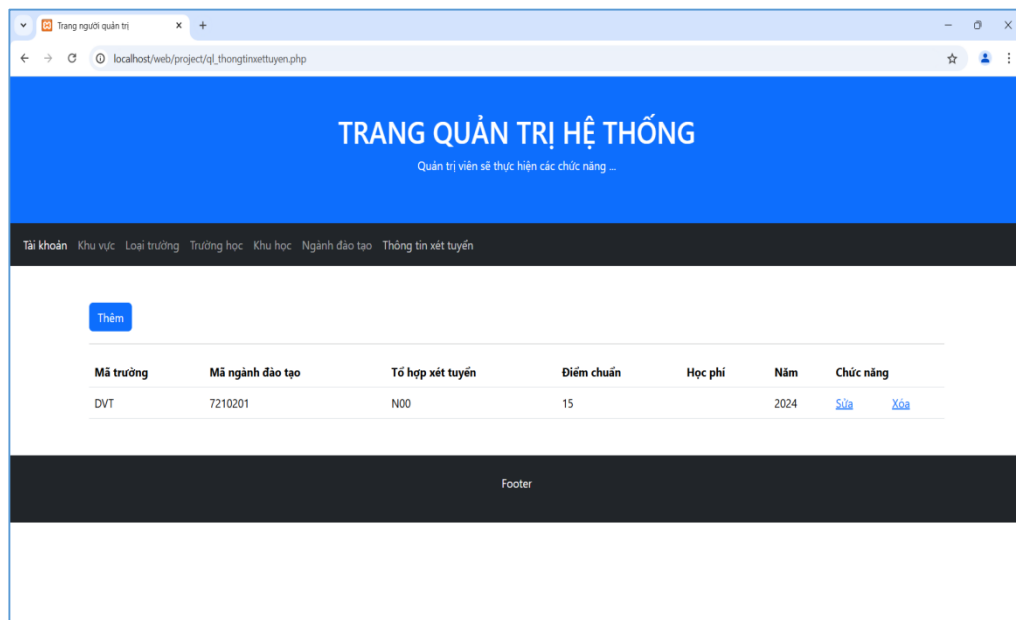 Trang người quản trị
localhost/web/project/ql_thongtinxettuyen.php
TRANG QUẢN TRỊ HỆ THỐNG
Quản trị viên sẽ thực hiện các chức năng ...
Tài khoản Khu vực Loại trường Trường học Khu học Ngành đào tạo Thông tin xét tuyển
Thêm
Mã trường Mã ngành đào tạo Tổ hợp xét tuyển Điểm chuẩn Học phí Năm Chức năng
DVT 7210201 N00 15 2024 Sửa Xóa
Footer